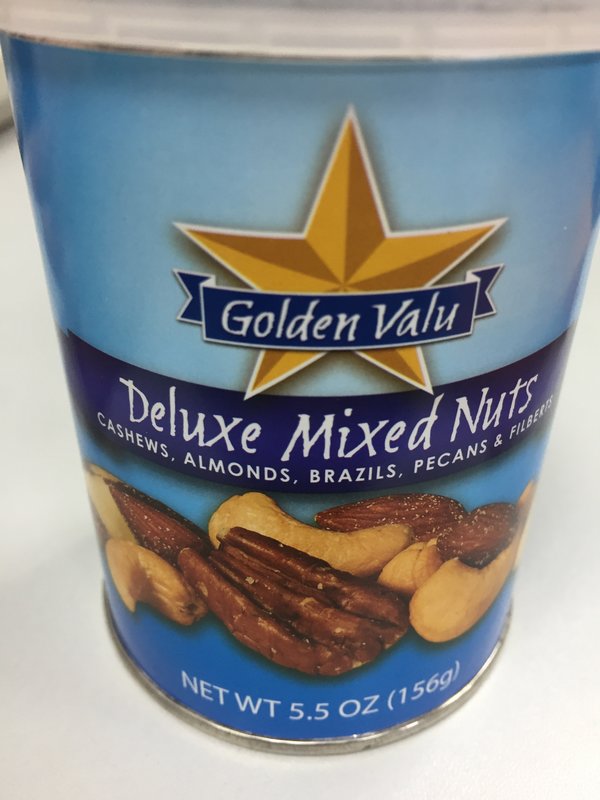 Golden Valu
Deluxe Mixed Nuts
CASHEWS, ALMONDS, BRAZILS, PECANS & FILBERTS
NET WT 5.5 OZ (156g)